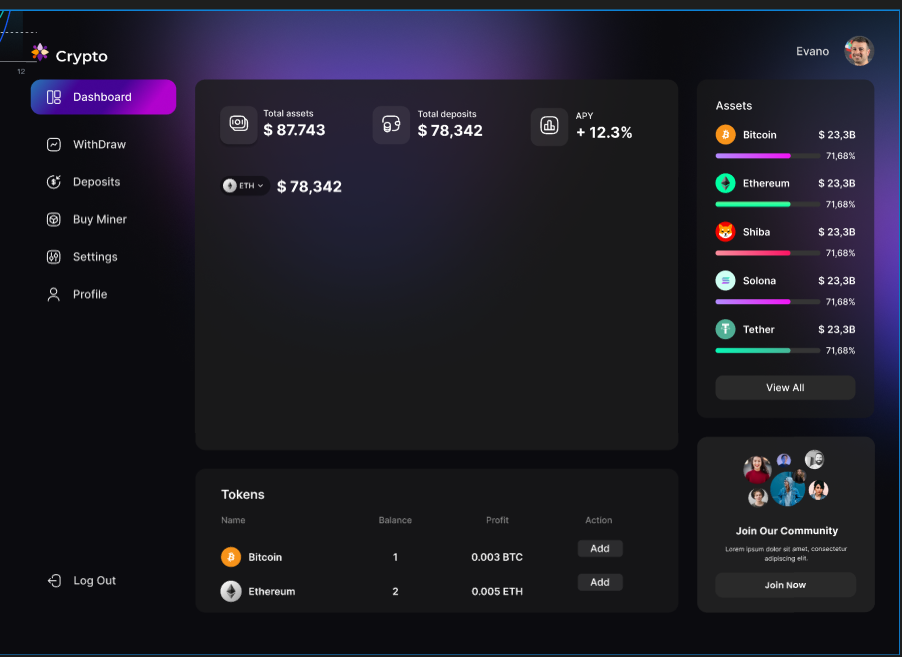 Crypto
12
Evano
Dashboard
WithDraw
Deposits
Buy Miner
Settings
Profile
Log Out
Total assets
$ 87.743
Total deposits
$ 78,342
APY
+ 12.3%
ETH
$ 78,342
Tokens
Name Balance Profit Action
Bitcoin 1 0.003 BTC Add
Ethereum 2 0.005 ETH Add
Assets
Bitcoin $ 23,3B
71,68%
Ethereum $ 23,3B
71,68%
Shiba $ 23,3B
71,68%
Solona $ 23,3B
71,68%
Tether $ 23,3B
71,68%
View All
Join Our Community
Lorem ipsum dolor sit amet, consectetur
adipiscing elit.
Join Now